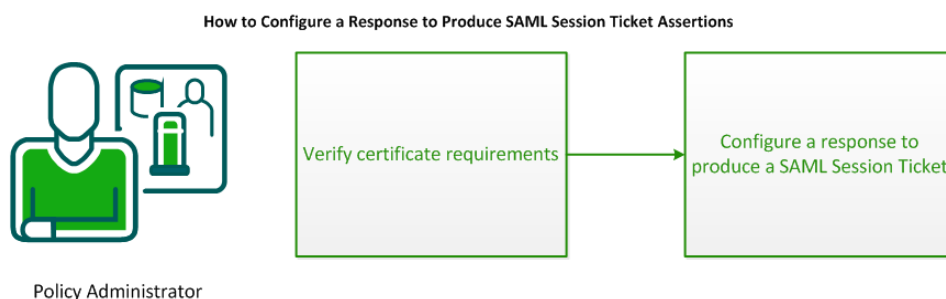 How to Configure a Response to Produce SAML Session Ticket Assertions
Verify certificate requirements
Configure a response to
produce a SAML Session Ticket
Policy Administrator